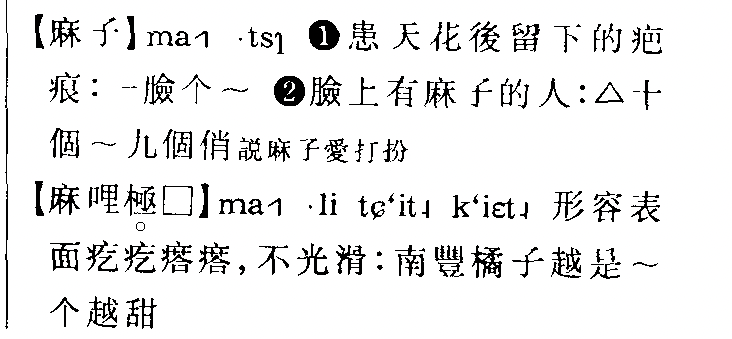 【麻子】ma˧ ·tsɿ ❶患天花後留下的疤
痕：一臉个～ ❷臉上有麻子的人：△十
個～九個俏説麻子愛打扮
【麻哩極□】ma˧ ·li tɕ‘it˩ k‘iɛt˩ 形容表
面疙疙瘩瘩，不光滑：南豐橘子越是～
个越甜